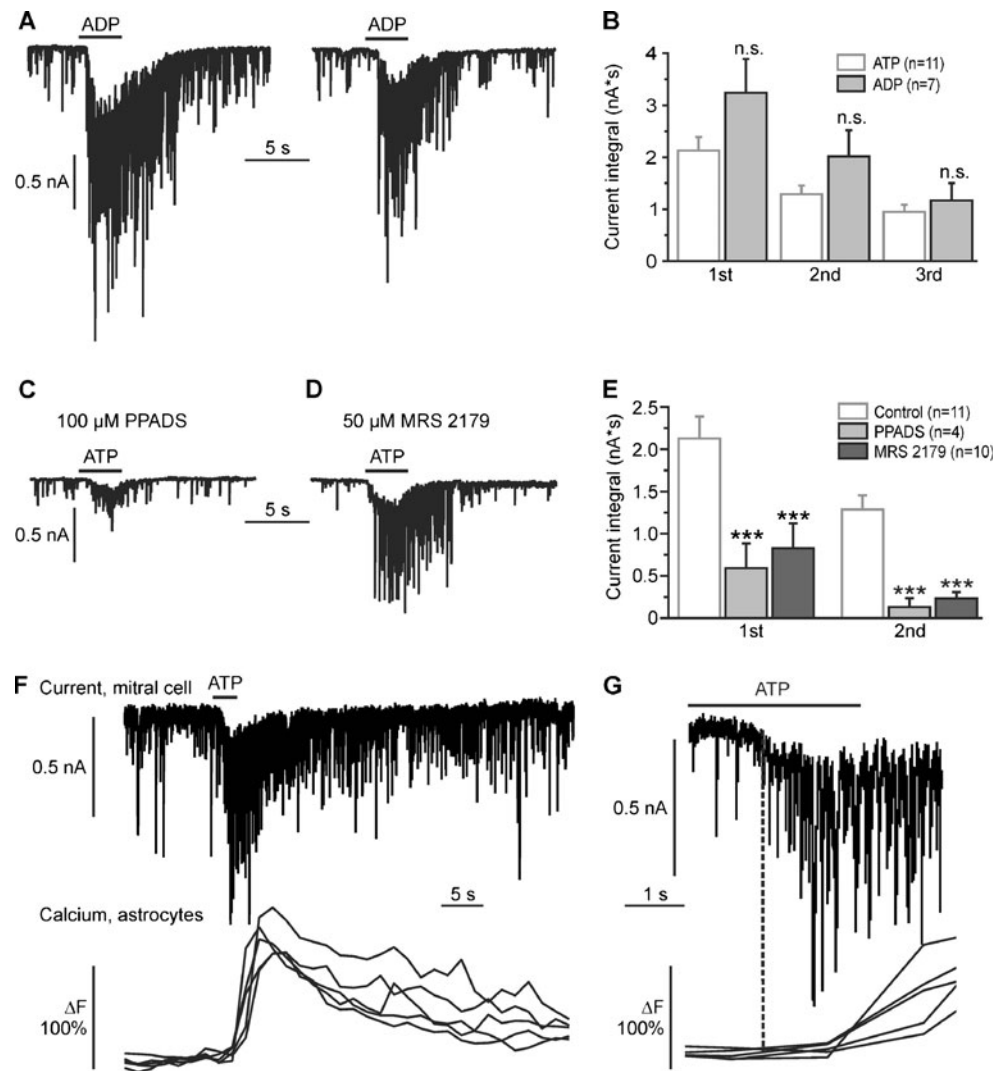 A
ADP
ADP
0.5 nA
5 s
B
Current integral (nA*s)
4
3
2
1
0
ATP (n=11)
ADP (n=7)
n.s.
n.s.
n.s.
1st
2nd
3rd
C
100 µM PPADS
ATP
0.5 nA
5 s
D
50 µM MRS 2179
ATP
E
Current integral (nA*s)
2.5
2.0
1.5
1.0
0.5
0
Control (n=11)
PPADS (n=4)
MRS 2179 (n=10)
***
***
***
***
1st
2nd
F
Current, mitral cell
ATP
0.5 nA
5 s
Calcium, astrocytes
ΔF
100%
G
ATP
0.5 nA
1 s
ΔF
100%